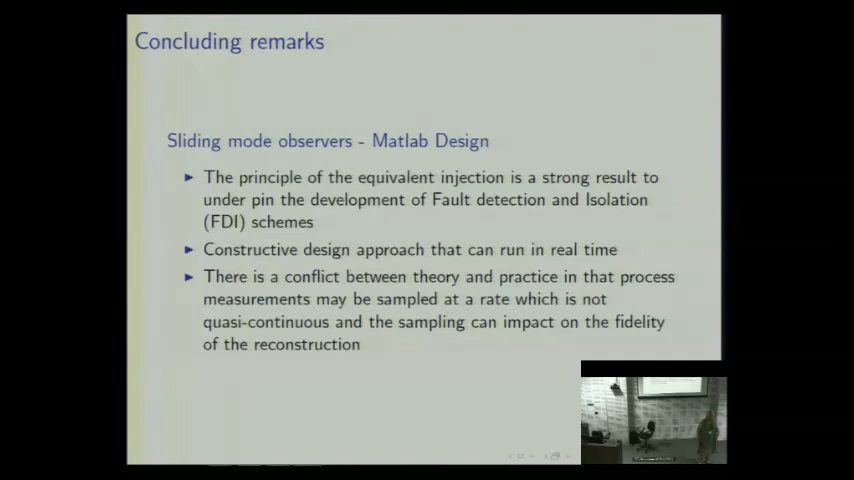 Concluding remarks
Sliding mode observers - Matlab Design
► The principle of the equivalent injection is a strong result to
under pin the development of Fault detection and Isolation
(FDI) schemes
► Constructive design approach that can run in real time
► There is a conflict between theory and practice in that process
measurements may be sampled at a rate which is not
quasi-continuous and the sampling can impact on the fidelity
of the reconstruction